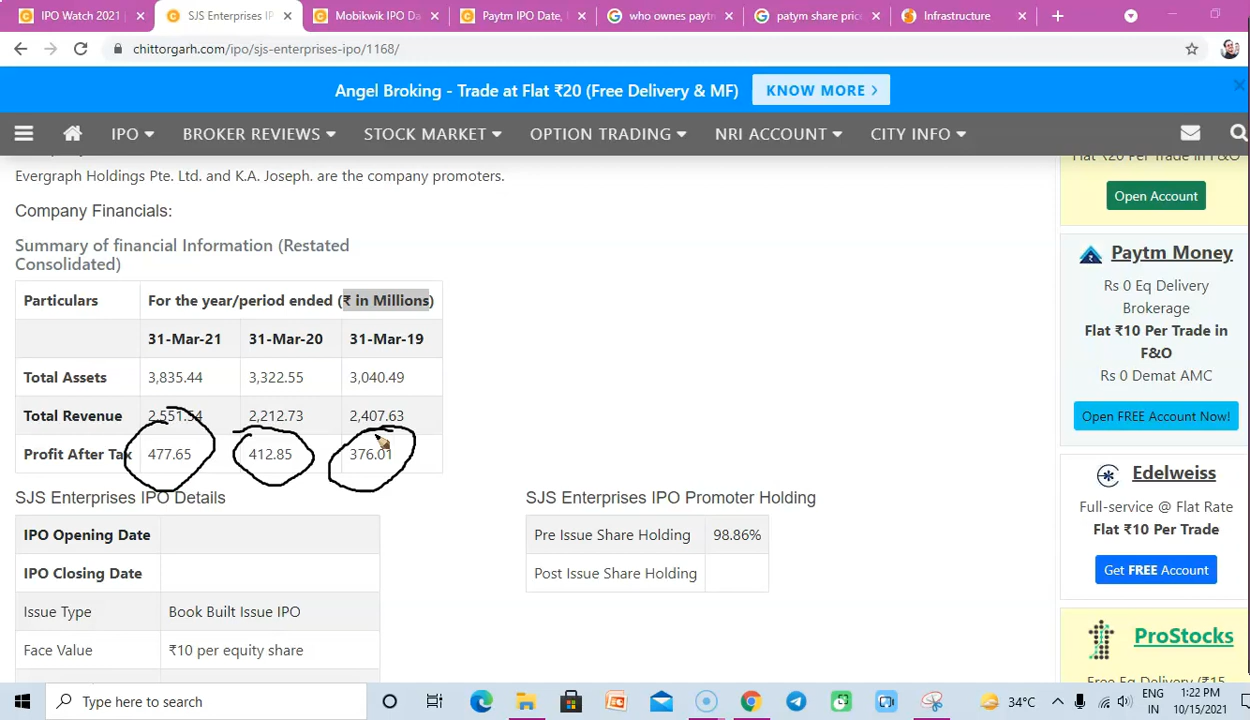 IPO Watch 2021 |
SJS Enterprises IP
Mobikwik IPO Da
Paytm IPO Date,
who ownes paytm
patym share price
Infrastructure
chittorgarh.com/ipo/sjs-enterprises-ipo/1168/
Angel Broking - Trade at Flat ₹20 (Free Delivery & MF)
KNOW MORE >
IPO
BROKER REVIEWS
STOCK MARKET
OPTION TRADING
NRI ACCOUNT
CITY INFO
Flat ₹20 Per Trade in F&O
Evergraph Holdings Pte. Ltd. and K.A. Joseph. are the company promoters.
Open Account
Company Financials:
Summary of financial Information (Restated
Consolidated)
Particulars For the year/period ended (₹ in Millions)
31-Mar-21 31-Mar-20 31-Mar-19
Total Assets 3,835.44 3,322.55 3,040.49
Total Revenue 2,551.54 2,212.73 2,407.63
Profit After Tax 477.65 412.85 376.01
SJS Enterprises IPO Details
IPO Opening Date
IPO Closing Date
Issue Type Book Built Issue IPO
Face Value ₹10 per equity share
SJS Enterprises IPO Promoter Holding
Pre Issue Share Holding 98.86%
Post Issue Share Holding
Paytm Money
Rs 0 Eq Delivery
Brokerage
Flat ₹10 Per Trade in
F&O
Rs 0 Demat AMC
Open FREE Account Now!
Edelweiss
Full-service @ Flat Rate
Flat ₹10 Per Trade
Get FREE Account
ProStocks
Free Eq Delivery (₹15
Type here to search
34°C
ENG
IN
1:22 PM
10/15/2021